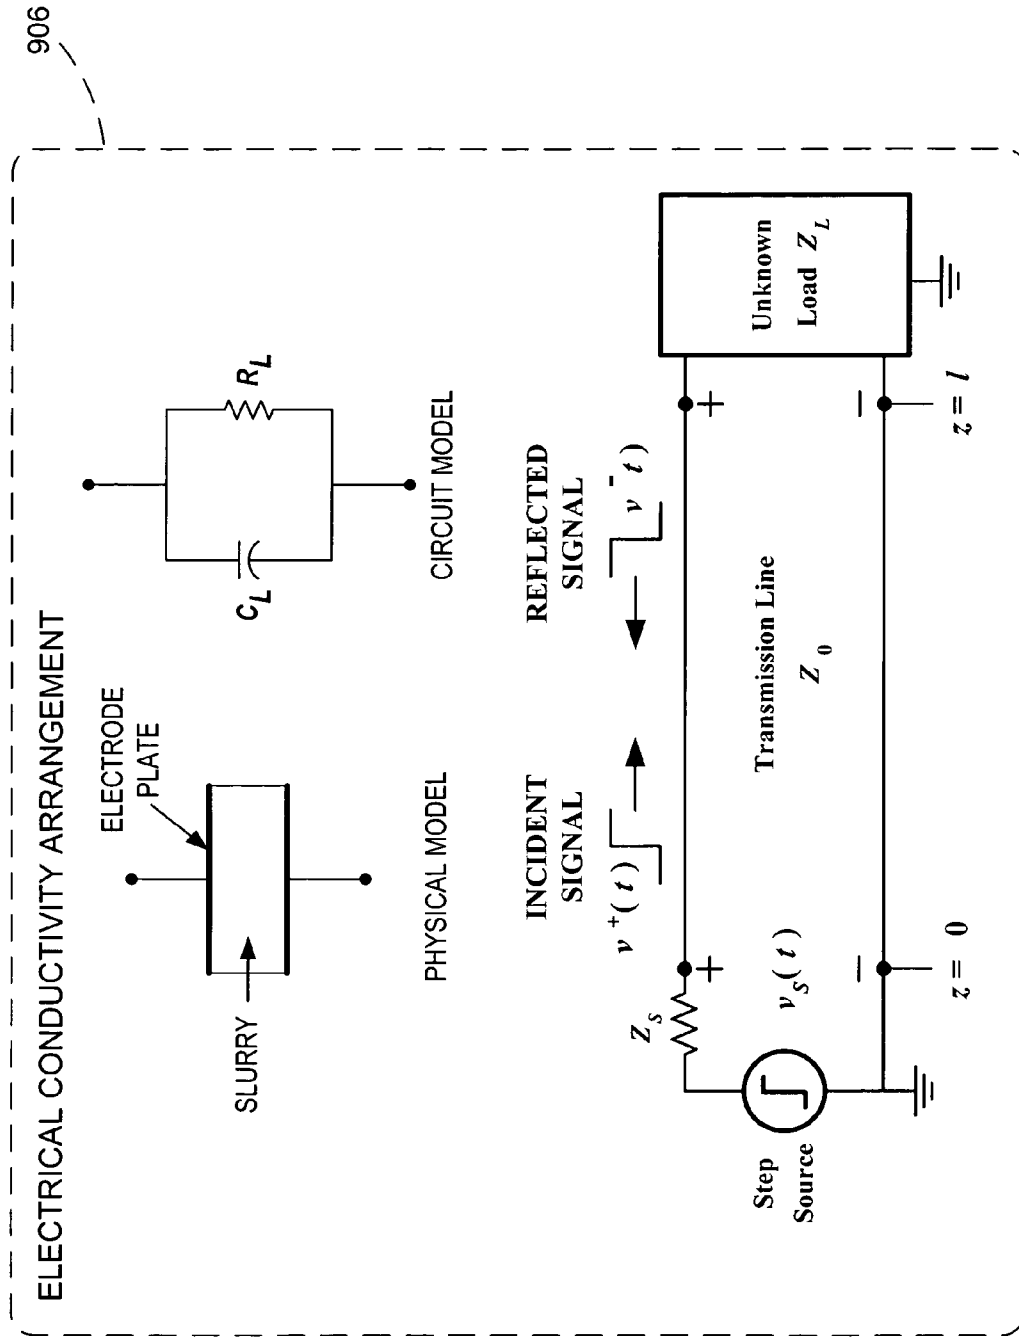 906
ELECTRICAL CONDUCTIVITY ARRANGEMENT
ELECTRODE
PLATE
SLURRY
PHYSICAL MODEL
C_L
R_L
CIRCUIT MODEL
INCIDENT
SIGNAL
v^+(t)
REFLECTED
SIGNAL
v^- t)
Z_S
+
+
Step
Source
v_S(t)
Transmission Line
Z_0
Unknown
Load Z_L
−
−
z = 0
z = l